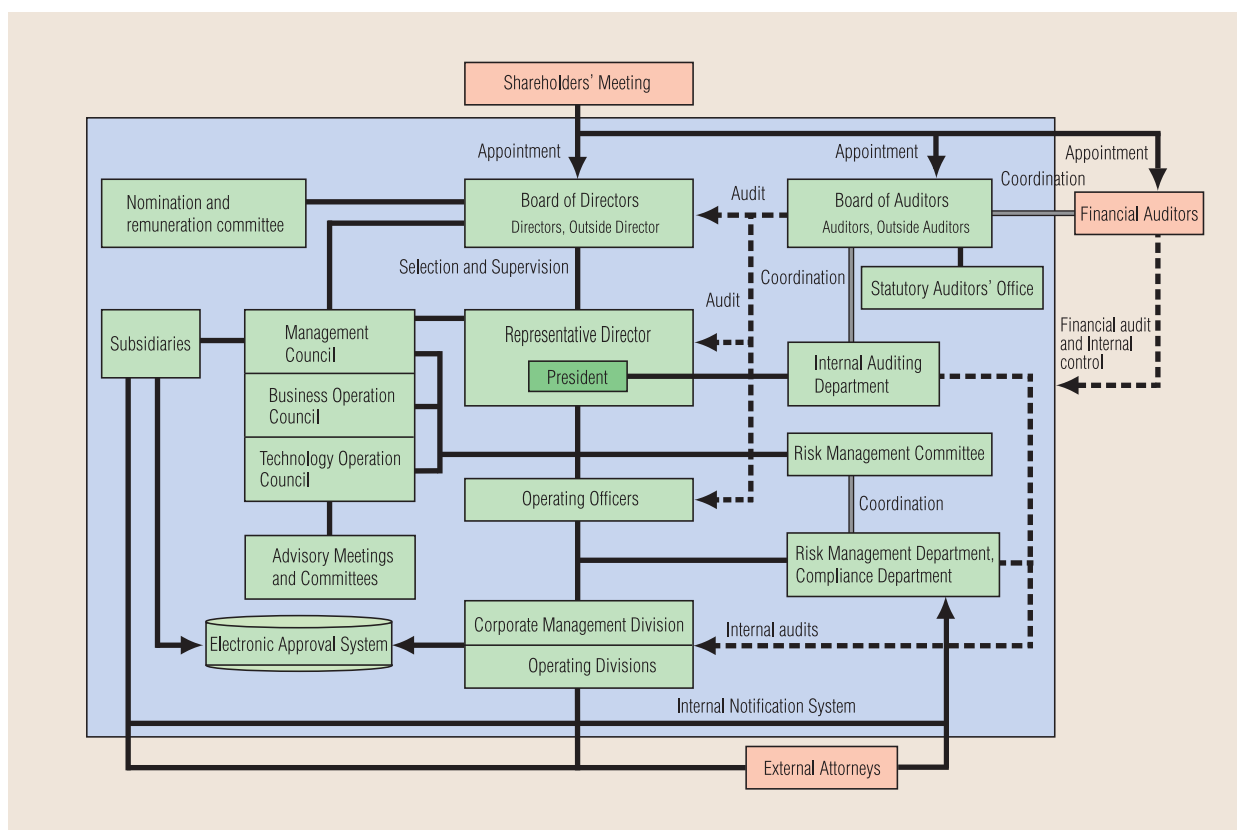 Shareholders’ Meeting
Appointment
Appointment
Appointment
Coordination
Nomination and
remuneration committee
Board of Directors
Directors, Outside Director
Audit
Board of Auditors
Auditors, Outside Auditors
Financial Auditors
Selection and Supervision
Coordination
Statutory Auditors’ Office
Audit
Subsidiaries
Management
Council
Representative Director
President
Internal Auditing
Department
Financial audit
and Internal
control
Business Operation
Council
Technology Operation
Council
Risk Management Committee
Operating Officers
Coordination
Advisory Meetings
and Committees
Risk Management Department,
Compliance Department
Electronic Approval System
Corporate Management Division
Internal audits
Operating Divisions
Internal Notification System
External Attorneys